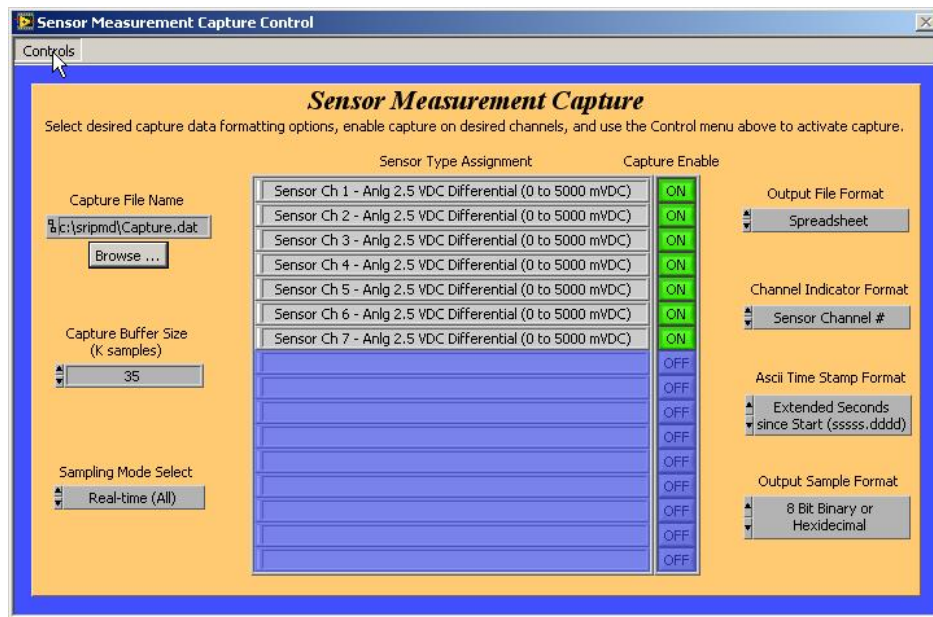 Sensor Measurement Capture Control
Controls
Sensor Measurement Capture
Select desired capture data formatting options, enable capture on desired channels, and use the Control menu above to activate capture.
Capture File Name
c:\sripmd\Capture.dat
Browse ...
Capture Buffer Size
(K samples)
35
Sampling Mode Select
Real-time (All)
Sensor Type Assignment Capture Enable
Sensor Ch 1 - Anlg 2.5 VDC Differential (0 to 5000 mVDC) ON
Sensor Ch 2 - Anlg 2.5 VDC Differential (0 to 5000 mVDC) ON
Sensor Ch 3 - Anlg 2.5 VDC Differential (0 to 5000 mVDC) ON
Sensor Ch 4 - Anlg 2.5 VDC Differential (0 to 5000 mVDC) ON
Sensor Ch 5 - Anlg 2.5 VDC Differential (0 to 5000 mVDC) ON
Sensor Ch 6 - Anlg 2.5 VDC Differential (0 to 5000 mVDC) ON
Sensor Ch 7 - Anlg 2.5 VDC Differential (0 to 5000 mVDC) ON
OFF
OFF
OFF
OFF
OFF
OFF
OFF
OFF
OFF
Output File Format
Spreadsheet
Channel Indicator Format
Sensor Channel #
Ascii Time Stamp Format
Extended Seconds
since Start (sssss.dddd)
Output Sample Format
8 Bit Binary or
Hexidecimal